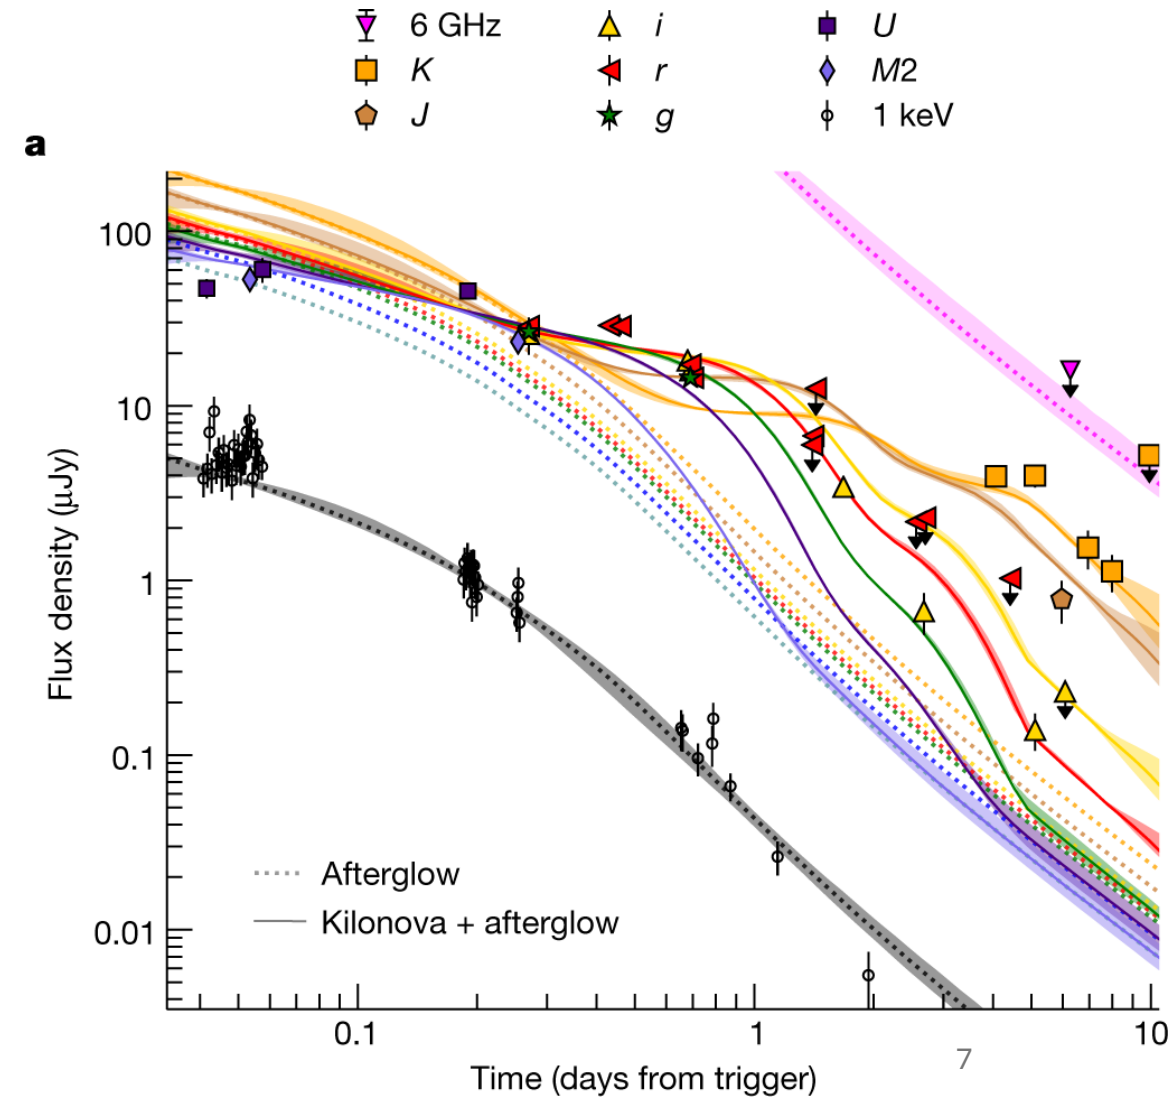 6 GHz i U
K r M2
J g 1 keV
a
100
10
1
0.1
0.01
Flux density (μJy)
Afterglow
Kilonova + afterglow
0.1 1 10
7
Time (days from trigger)